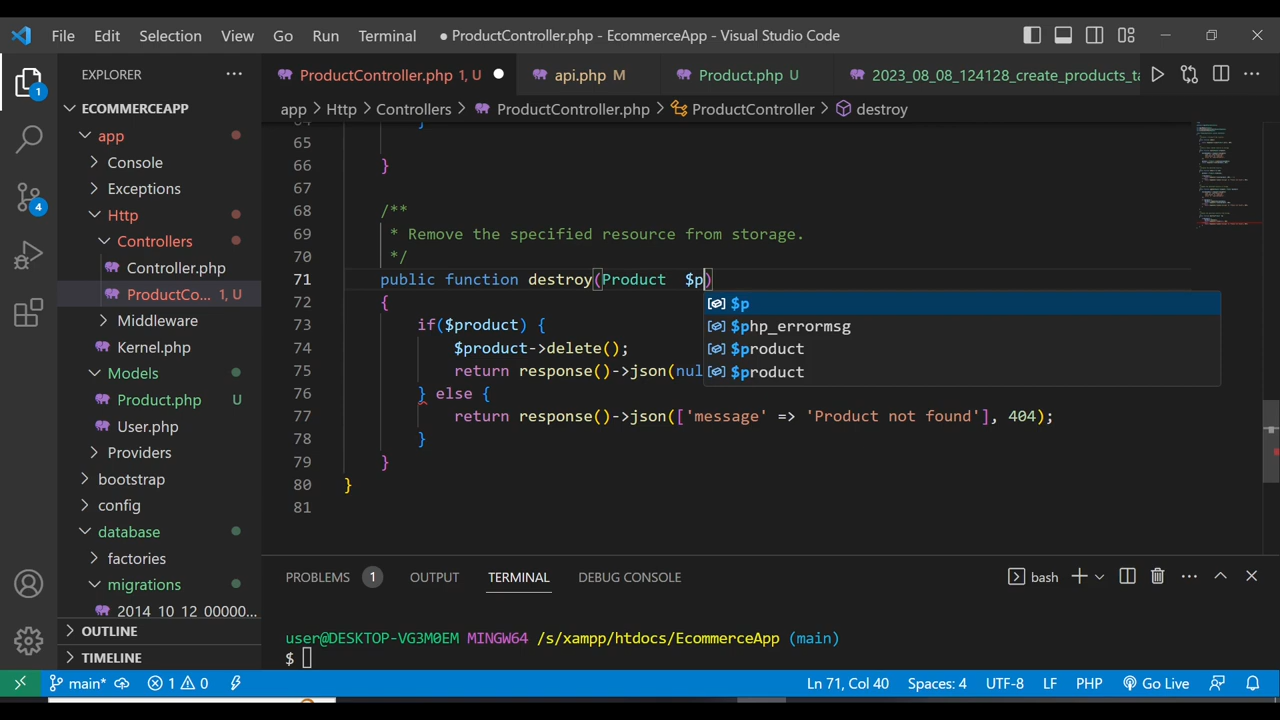 File Edit Selection View Go Run Terminal ● ProductController.php - EcommerceApp - Visual Studio Code
EXPLORER ···
ProductController.php 1, U ● api.php M Product.php U 2023_08_08_124128_create_products_ta
app > Http > Controllers > ProductController.php > ProductController > destroy
ECOMMERCEAPP
app
Console
Exceptions
Http
Controllers
Controller.php
ProductCo... 1, U
Middleware
Kernel.php
Models
Product.php U
User.php
Providers
bootstrap
config
database
factories
migrations
2014_10_12_00000...
OUTLINE
TIMELINE
1
4
64 }
65
66 }
67
68 /**
69 * Remove the specified resource from storage.
70 */
71 public function destroy(Product  $p)
72 {
73 if($product) {
74 $product->delete();
75 return response()->json(nul
76 } else {
77 return response()->json(['message' => 'Product not found'], 404);
78 }
79 }
80 }
81
$p
$php_errormsg
$product
$product
PROBLEMS 1 OUTPUT TERMINAL DEBUG CONSOLE bash
user@DESKTOP-VG3M0EM MINGW64 /s/xampp/htdocs/EcommerceApp (main)
$
main* 1 0 Ln 71, Col 40 Spaces: 4 UTF-8 LF PHP Go Live